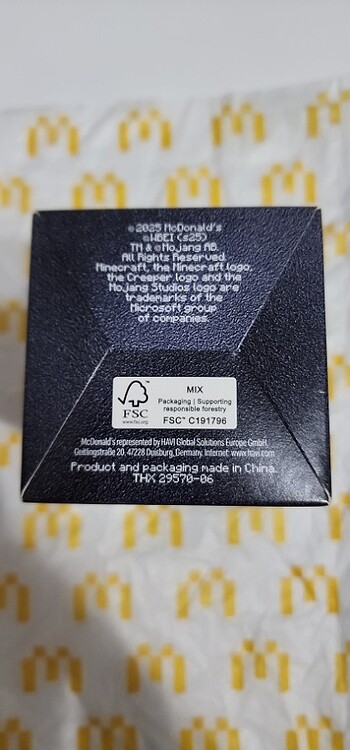 ©2025 McDonald's
©WBEI (s25)
TM & ©Mojang AB.
All Rights Reserved.
Minecraft, the Minecraft logo,
the Creeper logo and the
Mojang Studios logo are
trademarks of the
Microsoft group
of companies.
FSC
www.fsc.org
MIX
Packaging | Supporting
responsible forestry
FSC™ C191796
McDonald's represented by HAVI Global Solutions Europe GmbH,
Geitlingstraße 20, 47228 Duisburg, Germany. Internet: www.havi.com
Product and packaging made in China.
THX 29570-06